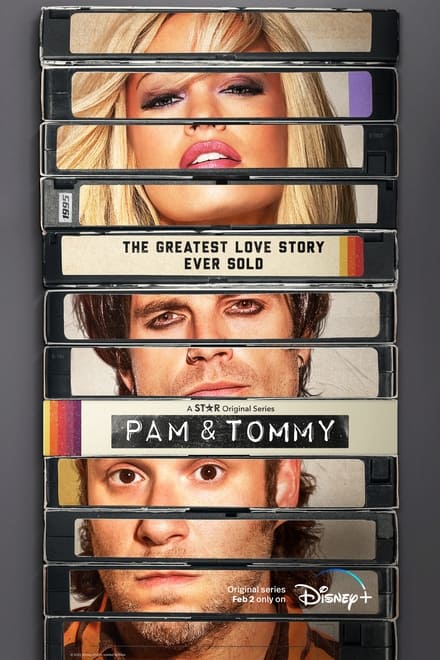 1995
THE GREATEST LOVE STORY
EVER SOLD
A STAR Original Series
PAM & TOMMY
Original series
Feb 2 only on
Disney+